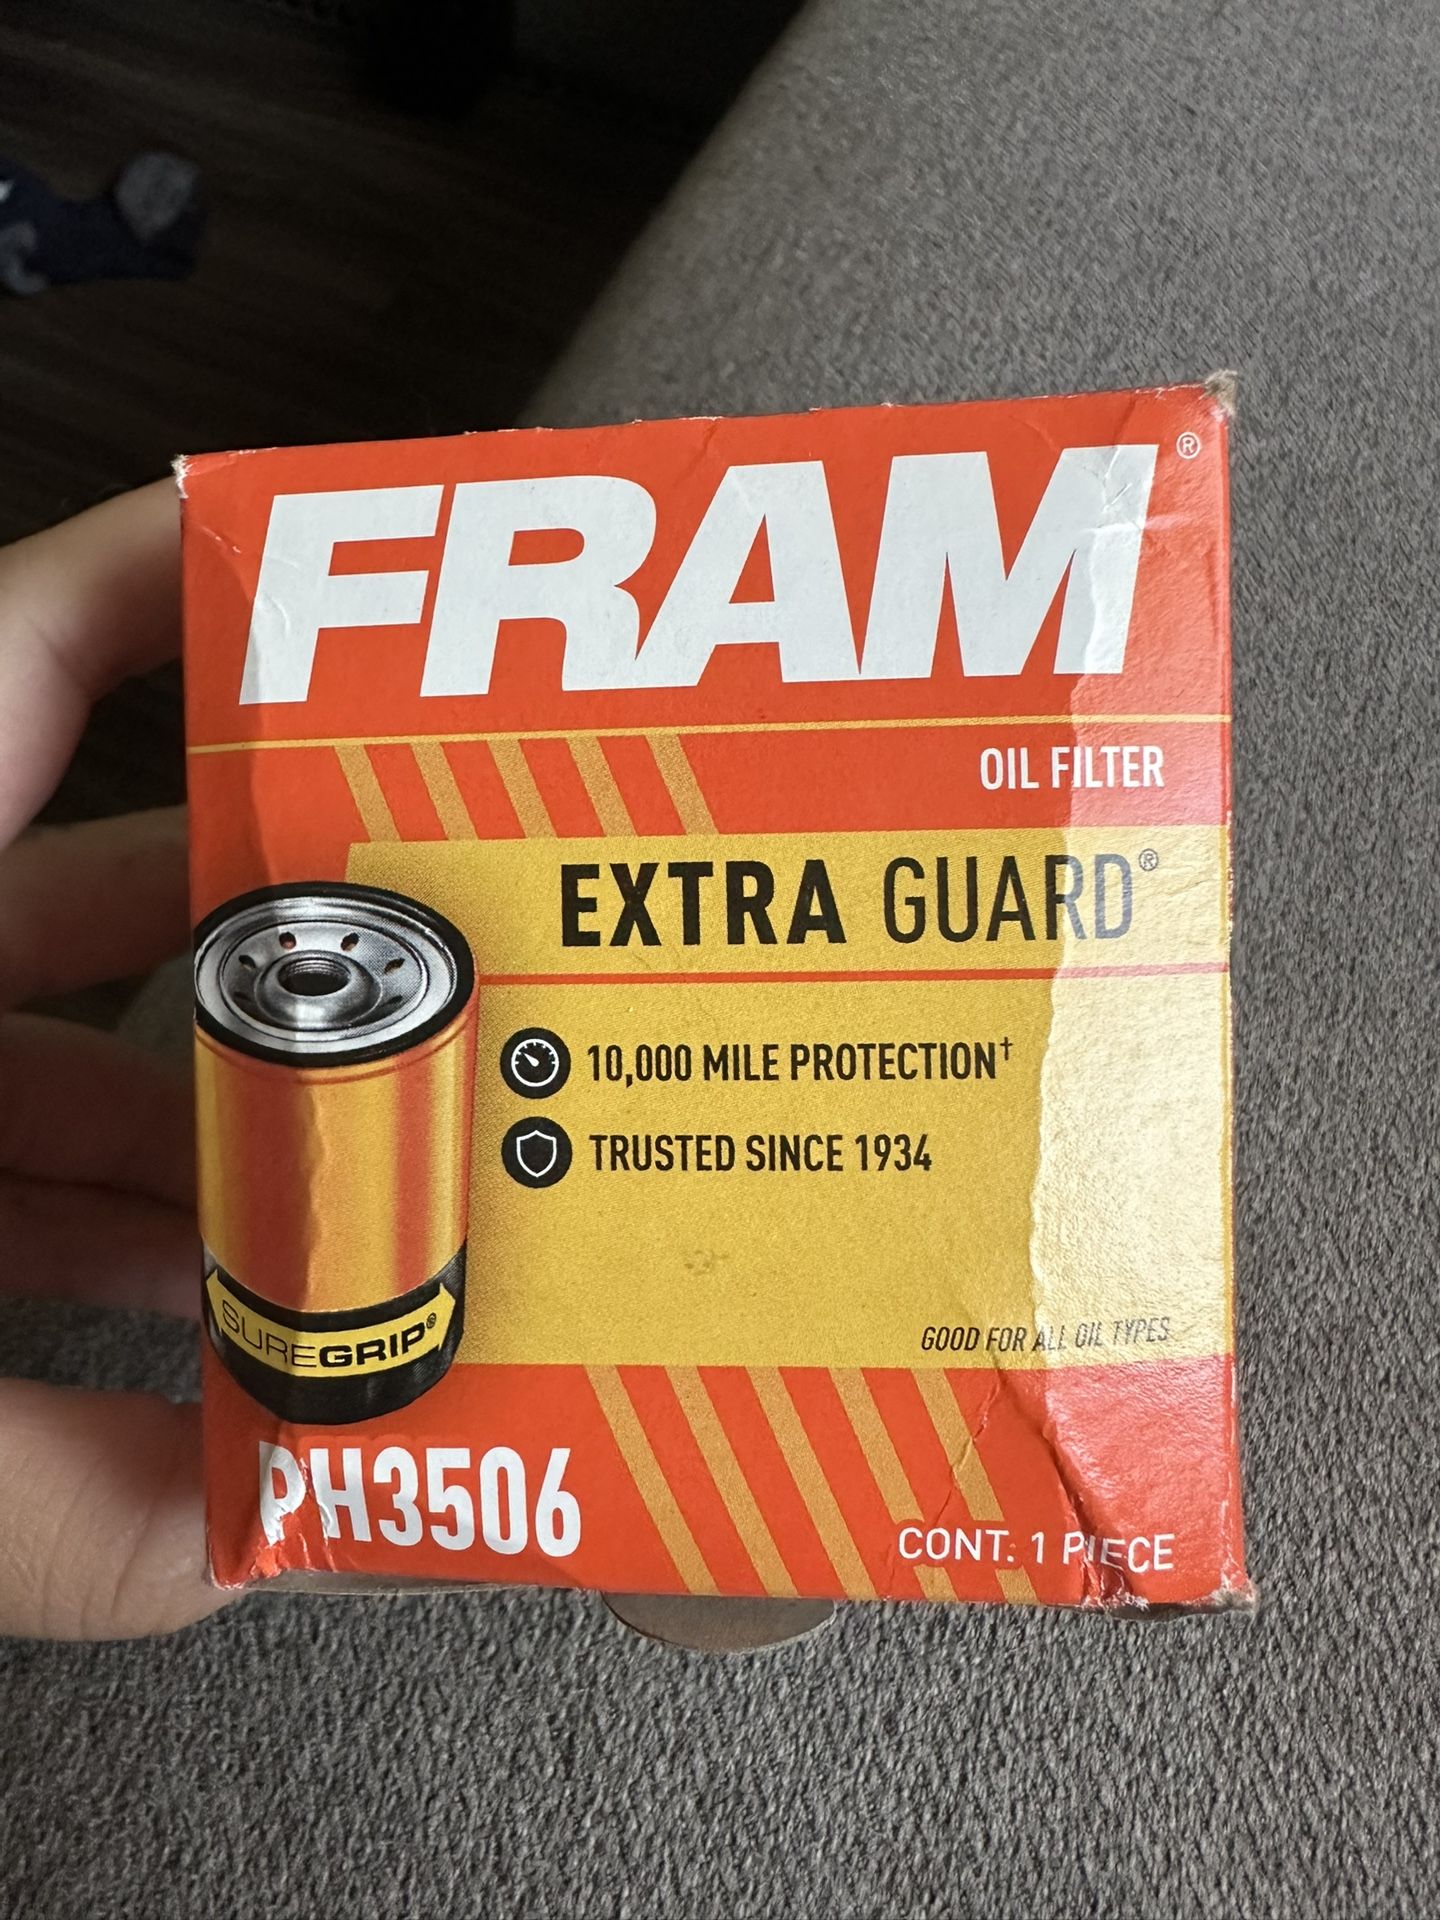 FRAM®
OIL FILTER
EXTRA GUARD®
10,000 MILE PROTECTION†
TRUSTED SINCE 1934
SUREGRIP®
GOOD FOR ALL OIL TYPES
PH3506
CONT. 1 PIECE